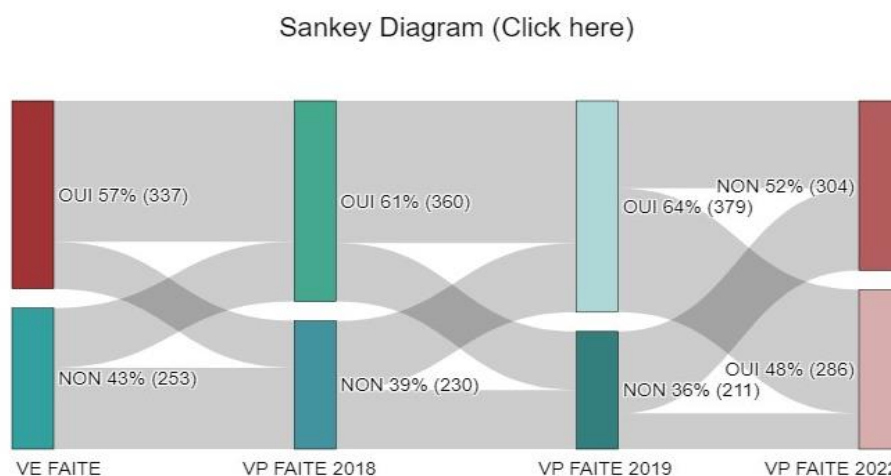 Sankey Diagram (Click here)
OUI 57% (337)
OUI 61% (360)
OUI 64% (379)
NON 52% (304)
NON 43% (253)
NON 39% (230)
NON 36% (211)
OUI 48% (286)
VE FAITE
VP FAITE 2018
VP FAITE 2019
VP FAITE 2022